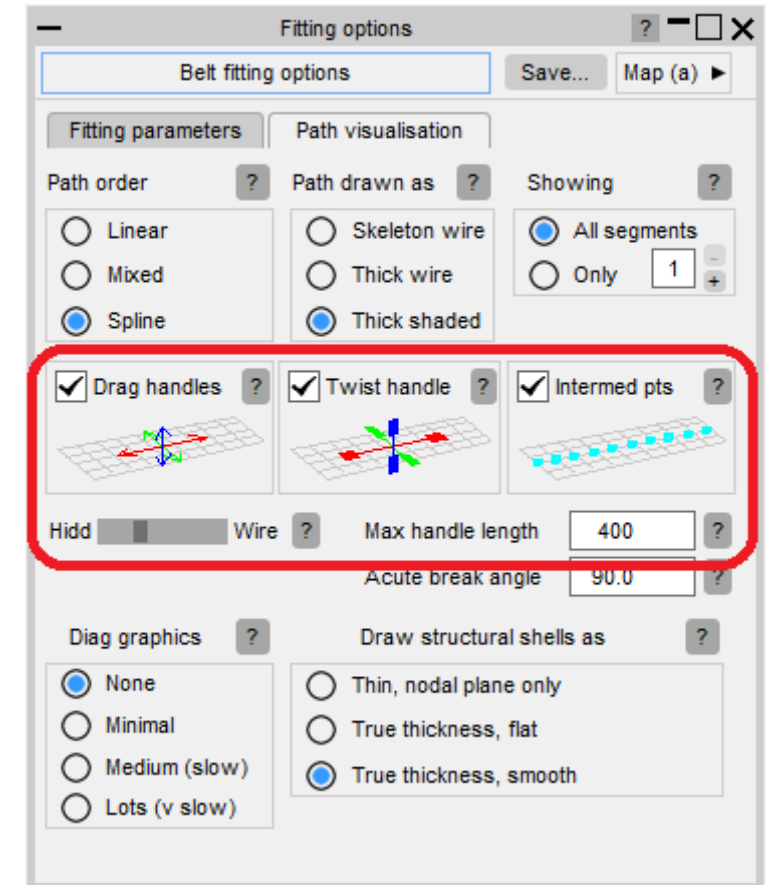 Fitting options ?
Belt fitting options Save... Map (a)
Fitting parameters Path visualisation
Path order ? Path drawn as ? Showing ?
Linear Skeleton wire All segments
Mixed Thick wire Only 1 - +
Spline Thick shaded
Drag handles ? Twist handle ? Intermed pts ?
Hidd Wire ? Max handle length 400 ?
Acute break angle 90.0 ?
Diag graphics ? Draw structural shells as ?
None Thin, nodal plane only
Minimal True thickness, flat
Medium (slow) True thickness, smooth
Lots (v slow)